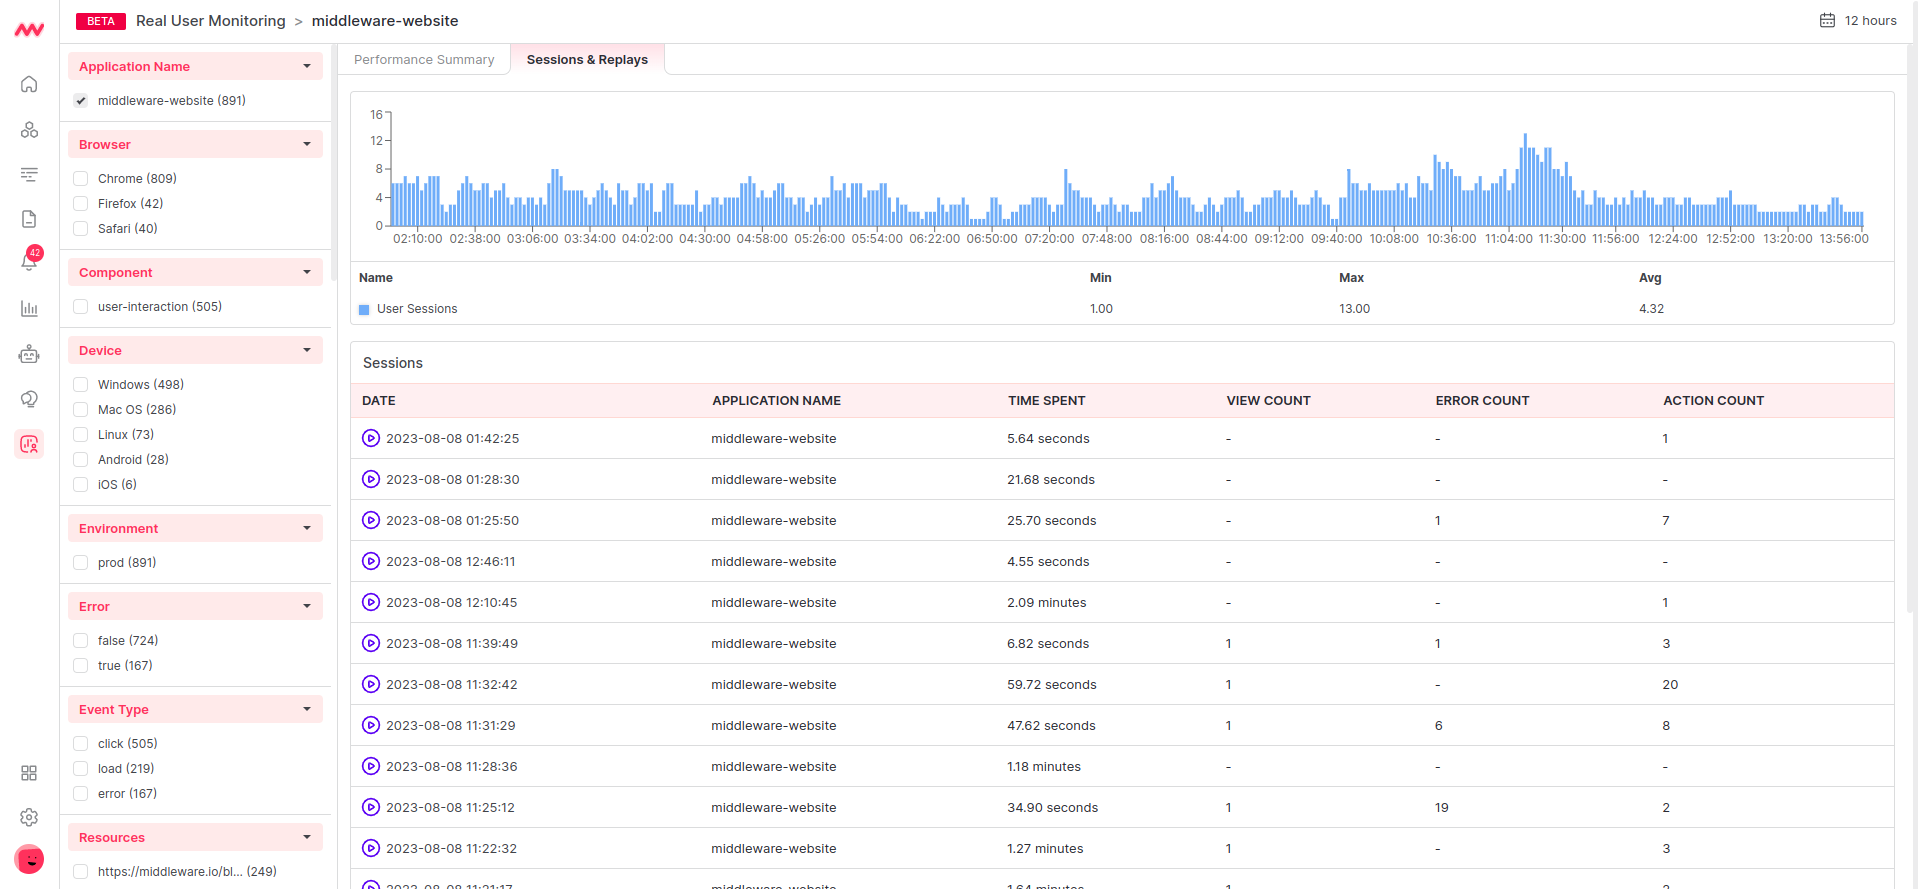 BETA Real User Monitoring > middleware-website
12 hours
42
Application Name
middleware-website (891)
Browser
Chrome (809)
Firefox (42)
Safari (40)
Component
user-interaction (505)
Device
Windows (498)
Mac OS (286)
Linux (73)
Android (28)
iOS (6)
Environment
prod (891)
Error
false (724)
true (167)
Event Type
click (505)
load (219)
error (167)
Resources
https://middleware.io/bl... (249)
Performance Summary Sessions & Replays
16
12
8
4
0
02:10:00 02:38:00 03:06:00 03:34:00 04:02:00 04:30:00 04:58:00 05:26:00 05:54:00 06:22:00 06:50:00 07:20:00 07:48:00 08:16:00 08:44:00 09:12:00 09:40:00 10:08:00 10:36:00 11:04:00 11:30:00 11:56:00 12:24:00 12:52:00 13:20:00 13:56:00
Name Min Max Avg
User Sessions 1.00 13.00 4.32
Sessions
DATE APPLICATION NAME TIME SPENT VIEW COUNT ERROR COUNT ACTION COUNT
2023-08-08 01:42:25 middleware-website 5.64 seconds - - 1
2023-08-08 01:28:30 middleware-website 21.68 seconds - - -
2023-08-08 01:25:50 middleware-website 25.70 seconds - 1 7
2023-08-08 12:46:11 middleware-website 4.55 seconds - - -
2023-08-08 12:10:45 middleware-website 2.09 minutes - - 1
2023-08-08 11:39:49 middleware-website 6.82 seconds 1 1 3
2023-08-08 11:32:42 middleware-website 59.72 seconds 1 - 20
2023-08-08 11:31:29 middleware-website 47.62 seconds 1 6 8
2023-08-08 11:28:36 middleware-website 1.18 minutes - - -
2023-08-08 11:25:12 middleware-website 34.90 seconds 1 19 2
2023-08-08 11:22:32 middleware-website 1.27 minutes 1 - 3
2023-08-08 middleware-website minutes